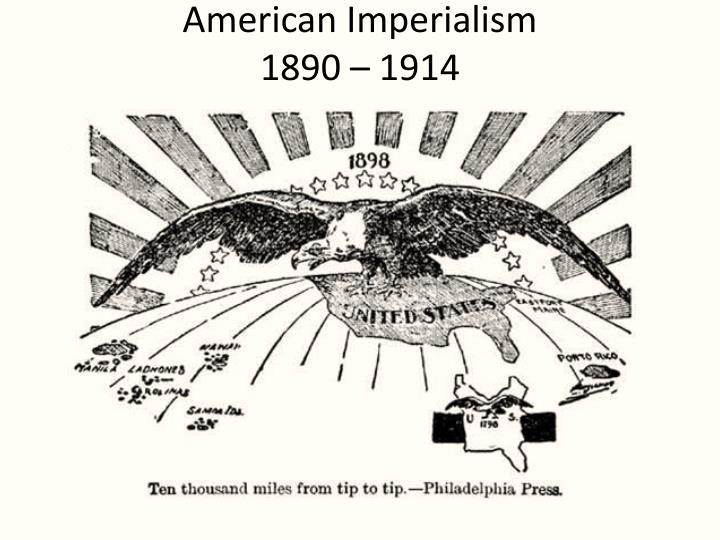 American Imperialism
1890 – 1914
1898
UNITED STATES
EASTPORT
MAINE
HAWAII
PORTO RICO
MANILA LADRONES
CAROLINAS
SAMOA IDS.
U S.
1798
Ten thousand miles from tip to tip.—Philadelphia Press.